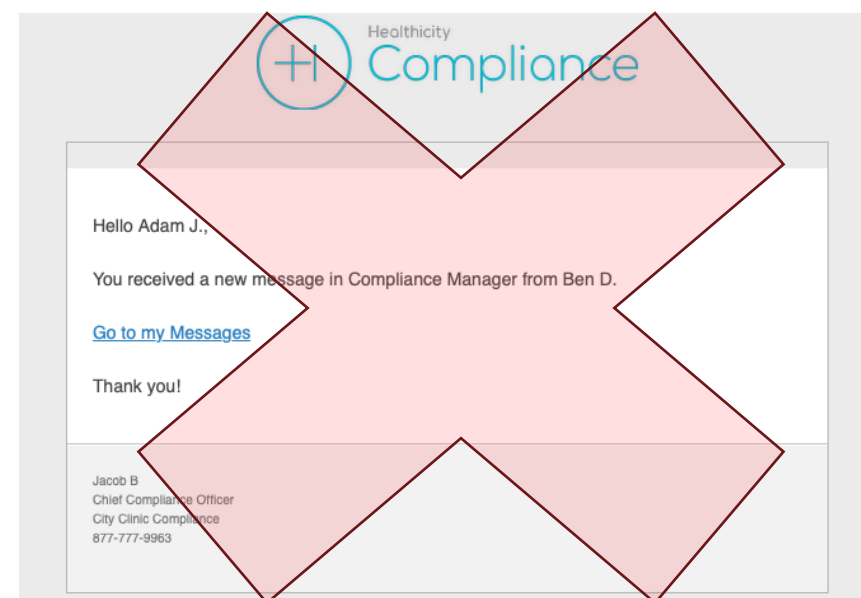 Healthicity
Compliance
Hello Adam J.,
You received a new message in Compliance Manager from Ben D.
Go to my Messages
Thank you!
Jacob B
Chief Compliance Officer
City Clinic Compliance
877-777-9963